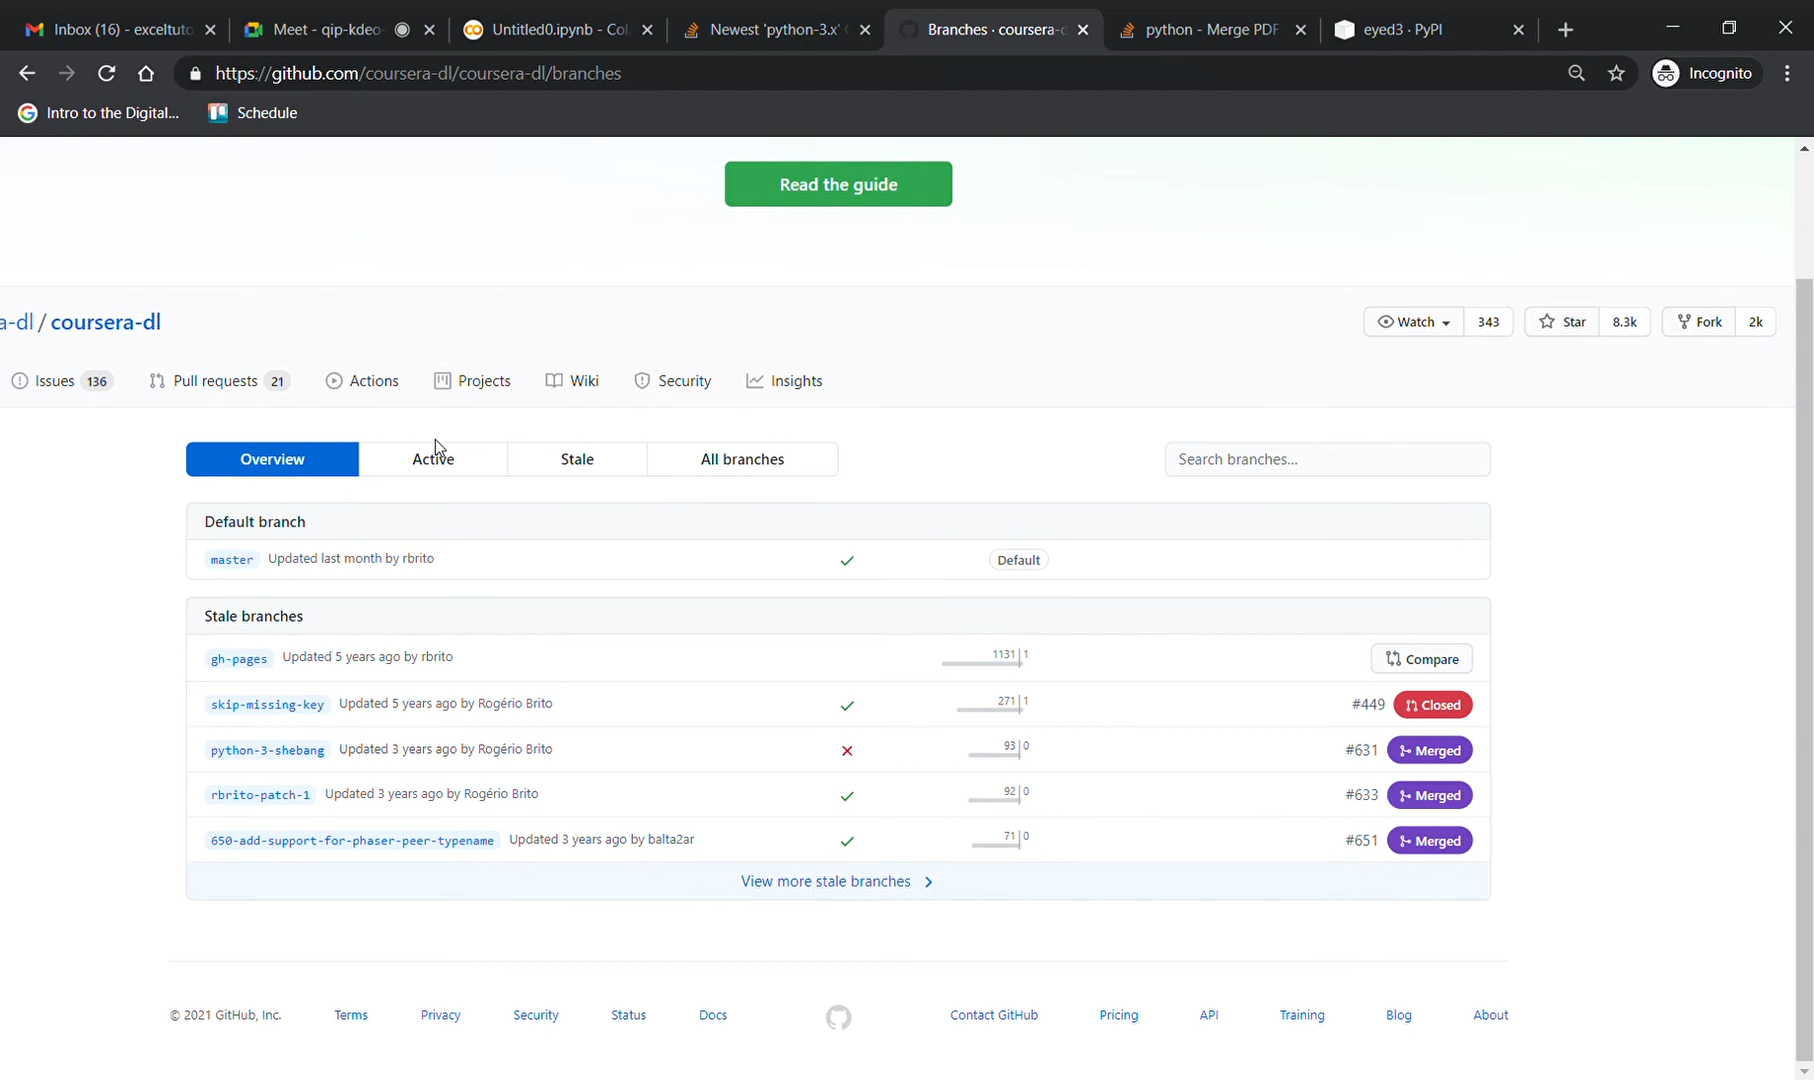 Inbox (16) - exceltuto
Meet - qip-kdeo-
Untitled0.ipynb - Col
Newest 'python-3.x'
Branches · coursera-d
python - Merge PDF
eyed3 · PyPI
https://github.com/coursera-dl/coursera-dl/branches
Incognito
Intro to the Digital...
Schedule
Read the guide
a-dl / coursera-dl
Watch 343
Star 8.3k
Fork 2k
Issues 136
Pull requests 21
Actions
Projects
Wiki
Security
Insights
Overview
Active
Stale
All branches
Search branches...
Default branch
master Updated last month by rbrito Default
Stale branches
gh-pages Updated 5 years ago by rbrito 1131 1 Compare
skip-missing-key Updated 5 years ago by Rogério Brito 271 1 #449 Closed
python-3-shebang Updated 3 years ago by Rogério Brito 93 0 #631 Merged
rbrito-patch-1 Updated 3 years ago by Rogério Brito 92 0 #633 Merged
650-add-support-for-phaser-peer-typename Updated 3 years ago by balta2ar 71 0 #651 Merged
View more stale branches
© 2021 GitHub, Inc. Terms Privacy Security Status Docs Contact GitHub Pricing API Training Blog About